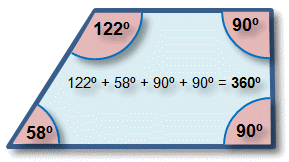 122º 90º
122º + 58º + 90º + 90º = 360º
58º 90º